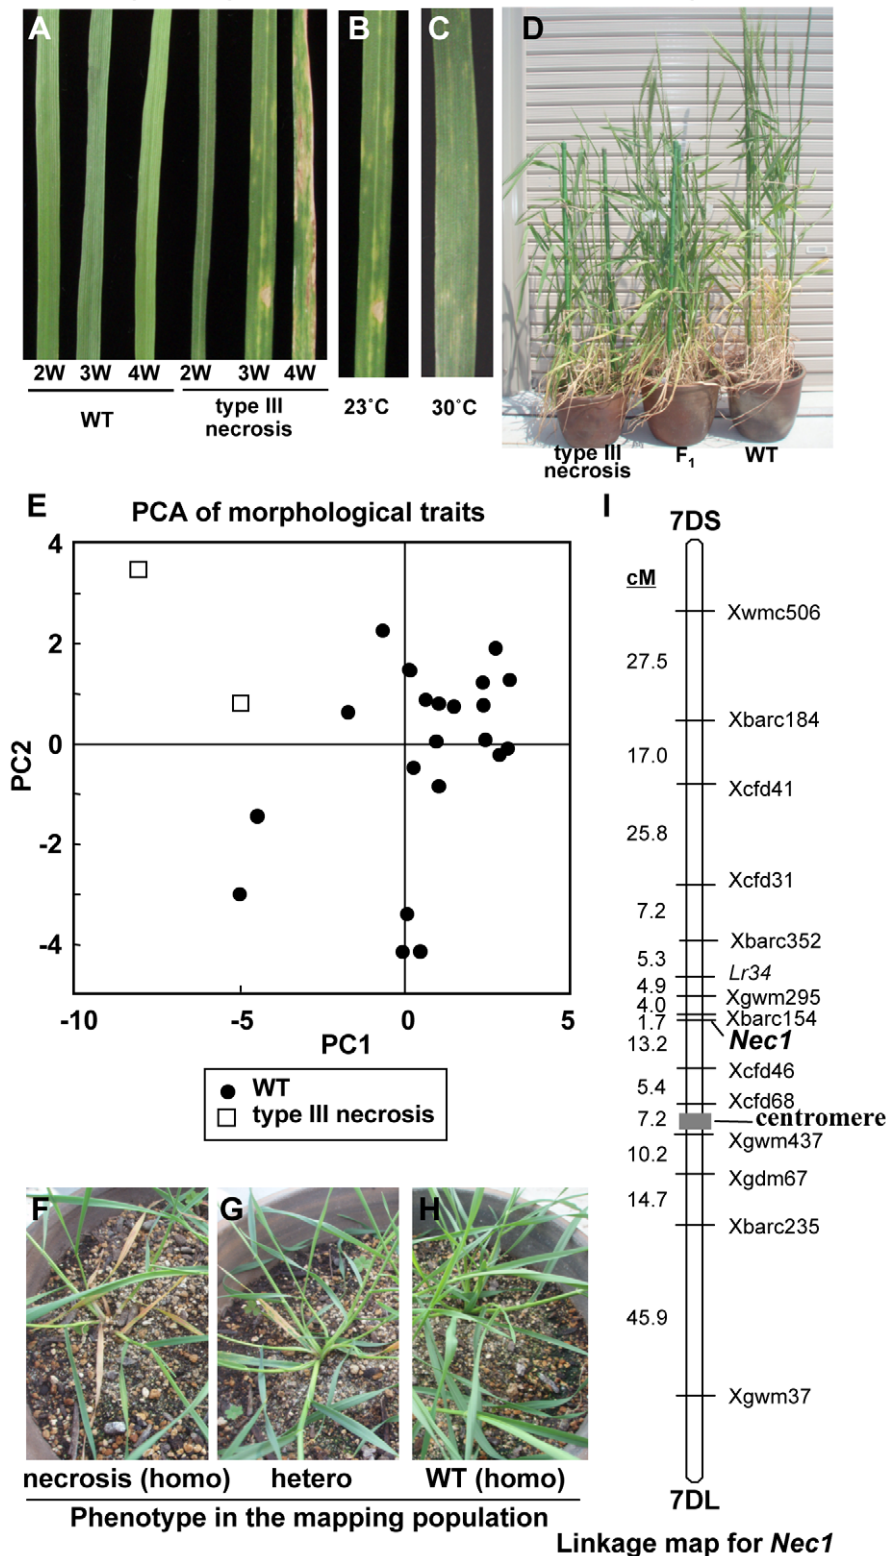 A
B
C
D
2W 3W 4W 2W 3W 4W
WT
type III
necrosis
23˚C
30˚C
type III
necrosis
F1
WT
E
PCA of morphological traits
4
2
0
-2
-4
PC2
-10
-5
0
5
PC1
WT
type III necrosis
F
G
H
necrosis (homo)
hetero
WT (homo)
Phenotype in the mapping population
I
7DS
cM
Xwmc506
27.5
Xbarc184
17.0
Xcfd41
25.8
Xcfd31
7.2
Xbarc352
5.3
Lr34
4.9
Xgwm295
4.0
Xbarc154
1.7
Nec1
13.2
Xcfd46
5.4
Xcfd68
7.2
centromere
Xgwm437
10.2
Xgdm67
14.7
Xbarc235
45.9
Xgwm37
7DL
Linkage map for Nec1